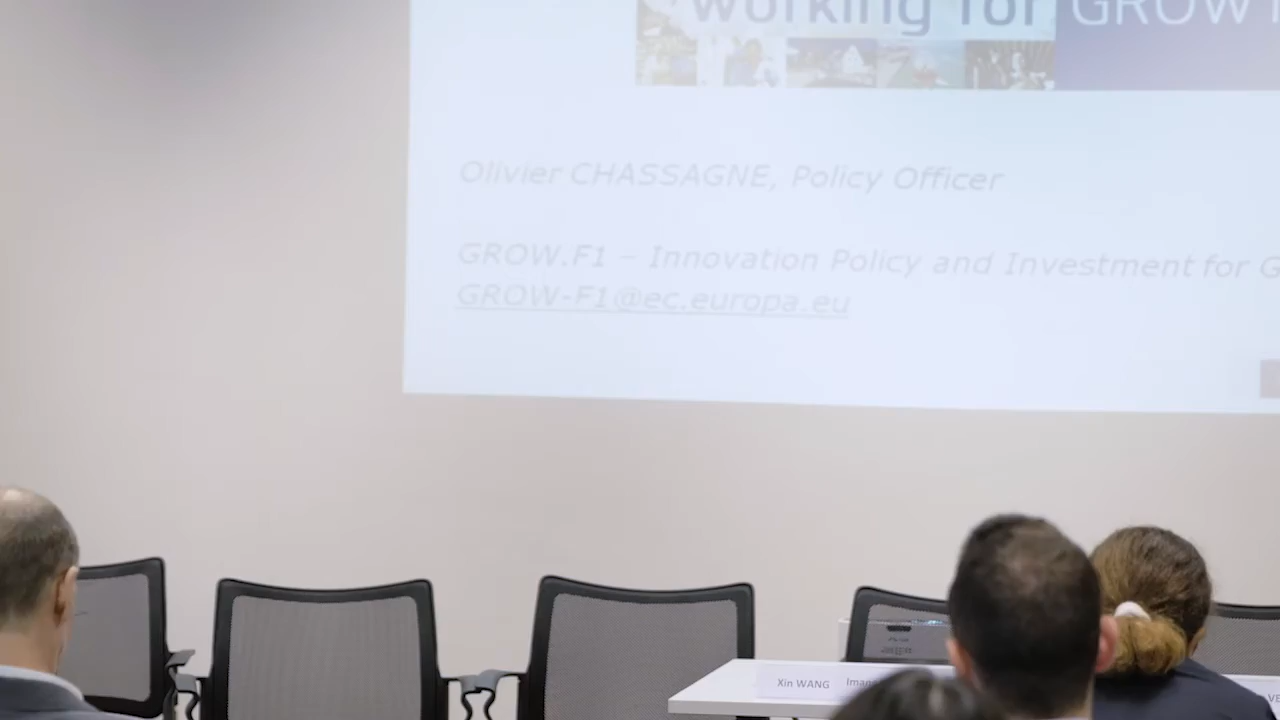 Working for GROWT
Olivier CHASSAGNE, Policy Officer
GROW.F1 – Innovation Policy and Investment for G
GROW-F1@ec.europa.eu
Xin WANG